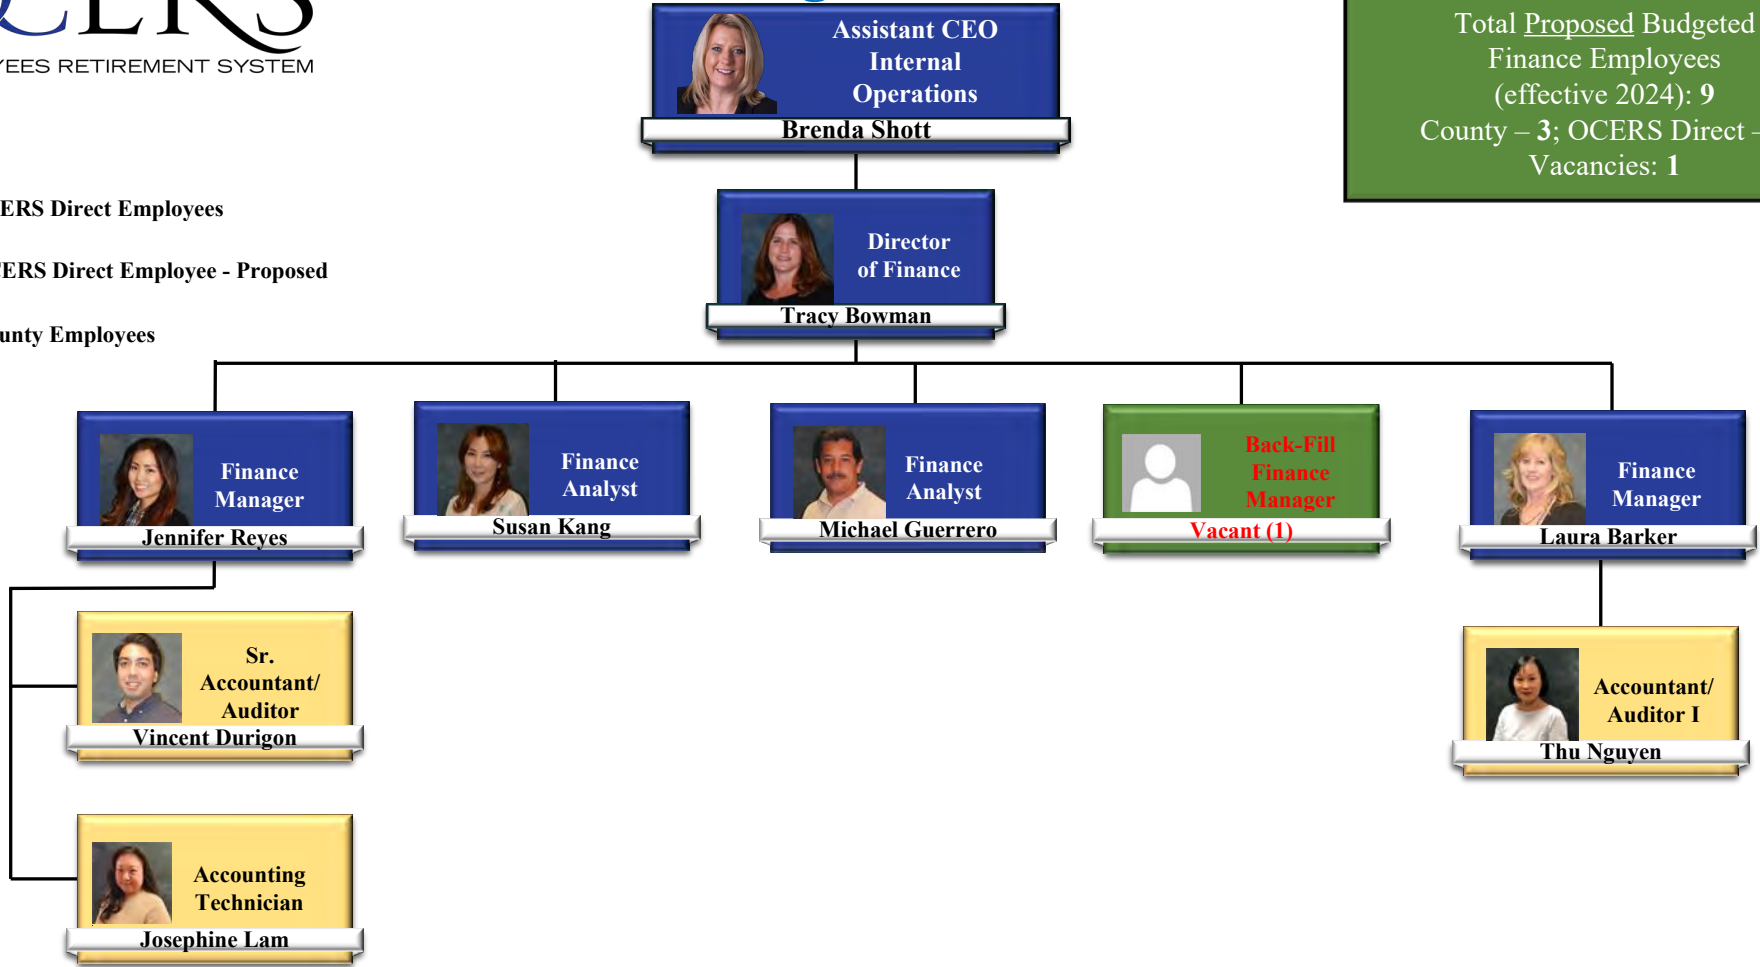 YEES RETIREMENT SYSTEM
Assistant CEO
Internal
Operations
Brenda Shott
Total Proposed Budgeted
Finance Employees
(effective 2024): 9
County – 3; OCERS Direct –
Vacancies: 1
ERS Direct Employees
ERS Direct Employee - Proposed
unty Employees
Director
of Finance
Tracy Bowman
Finance
Manager
Jennifer Reyes
Finance
Analyst
Susan Kang
Finance
Analyst
Michael Guerrero
Back-Fill
Finance
Manager
Vacant (1)
Finance
Manager
Laura Barker
Sr.
Accountant/
Auditor
Vincent Durigon
Accountant/
Auditor I
Thu Nguyen
Accounting
Technician
Josephine Lam